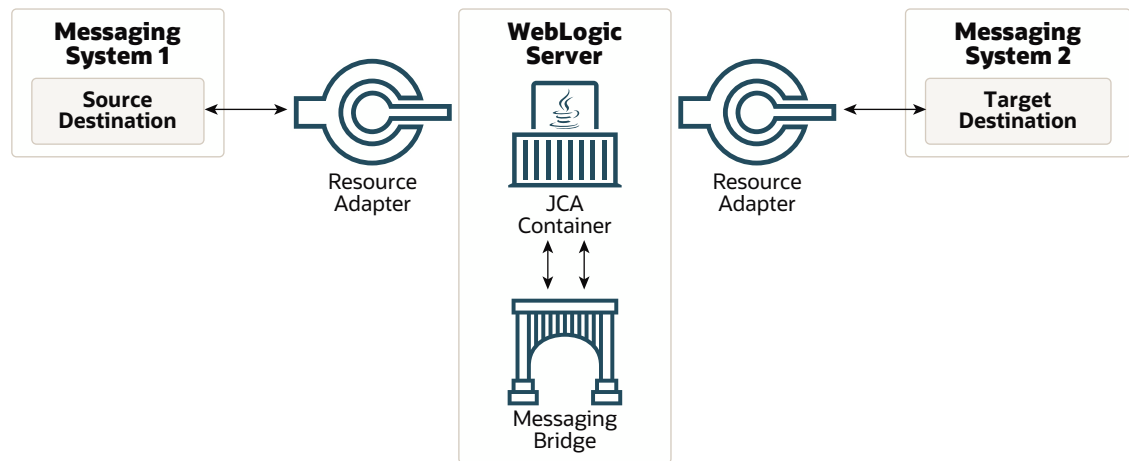 Messaging
System 1
Source
Destination
Resource
Adapter
WebLogic
Server
JCA
Container
Messaging
Bridge
Resource
Adapter
Messaging
System 2
Target
Destination